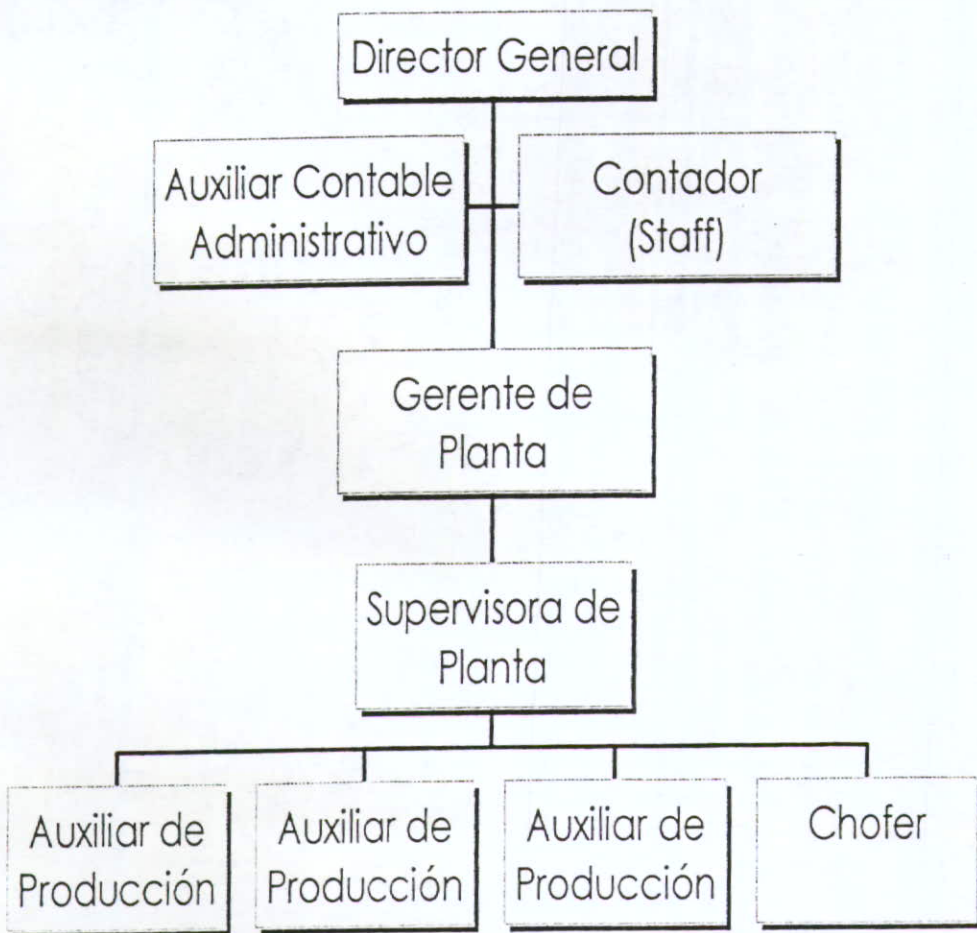 Director General
Auxiliar Contable
Administrativo
Contador
(Staff)
Gerente de
Planta
Supervisora de
Planta
Auxiliar de
Producción
Auxiliar de
Producción
Auxiliar de
Producción
Chofer